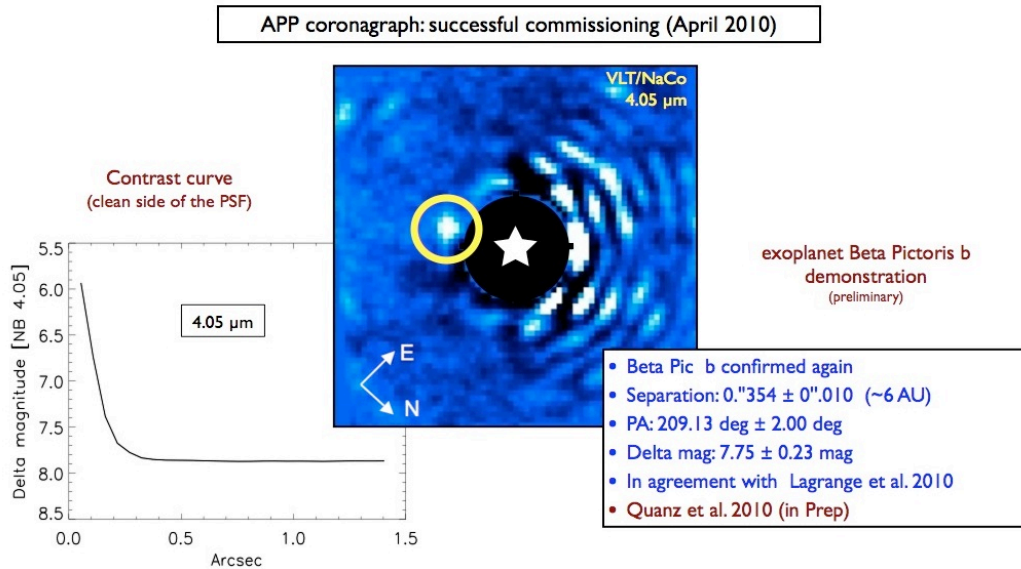 APP coronagraph: successful commissioning (April 2010)
VLT/NaCo
4.05 µm
Contrast curve
(clean side of the PSF)
5.5
6.0
6.5
7.0
7.5
8.0
8.5
Delta magnitude [NB 4.05]
4.05 µm
0.0
0.5
1.0
1.5
Arcsec
E
N
exoplanet Beta Pictoris b
demonstration
(preliminary)
• Beta Pic b confirmed again
• Separation: 0."354 ± 0".010 (~6 AU)
• PA: 209.13 deg ± 2.00 deg
• Delta mag: 7.75 ± 0.23 mag
• In agreement with Lagrange et al. 2010
• Quanz et al. 2010 (in Prep)